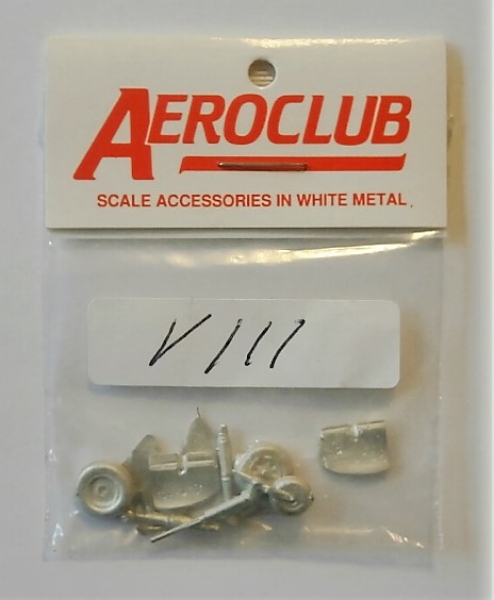 AEROCLUB
SCALE ACCESSORIES IN WHITE METAL.
V111